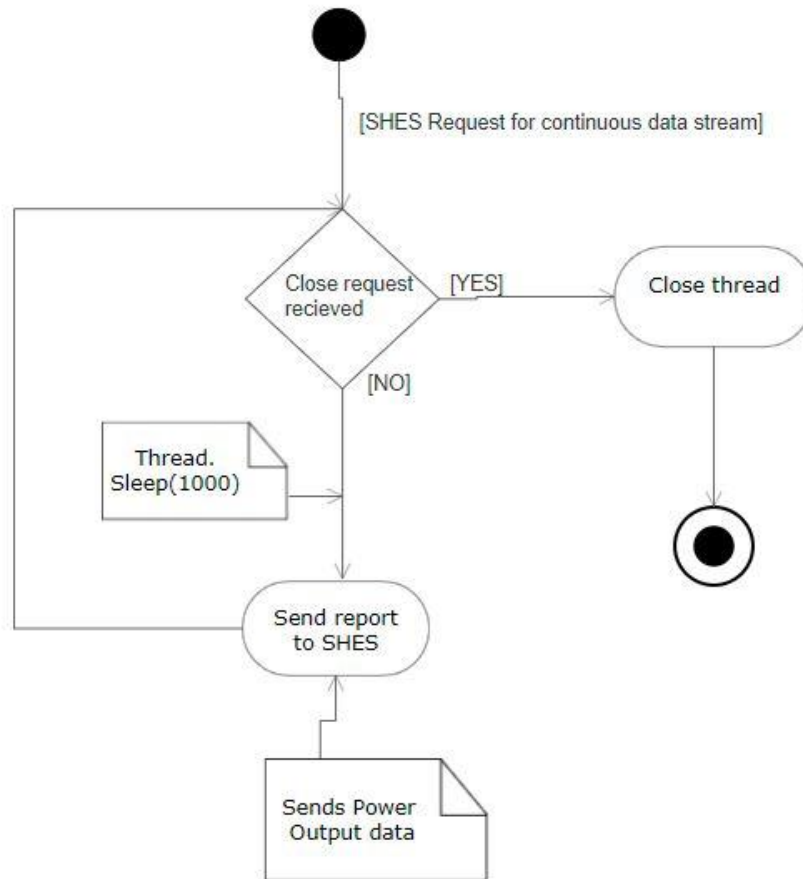 [SHES Request for continuous data stream]
Close request
recieved
[YES]
Close thread
[NO]
Thread.
Sleep(1000)
Send report
to SHES
Sends Power
Output data